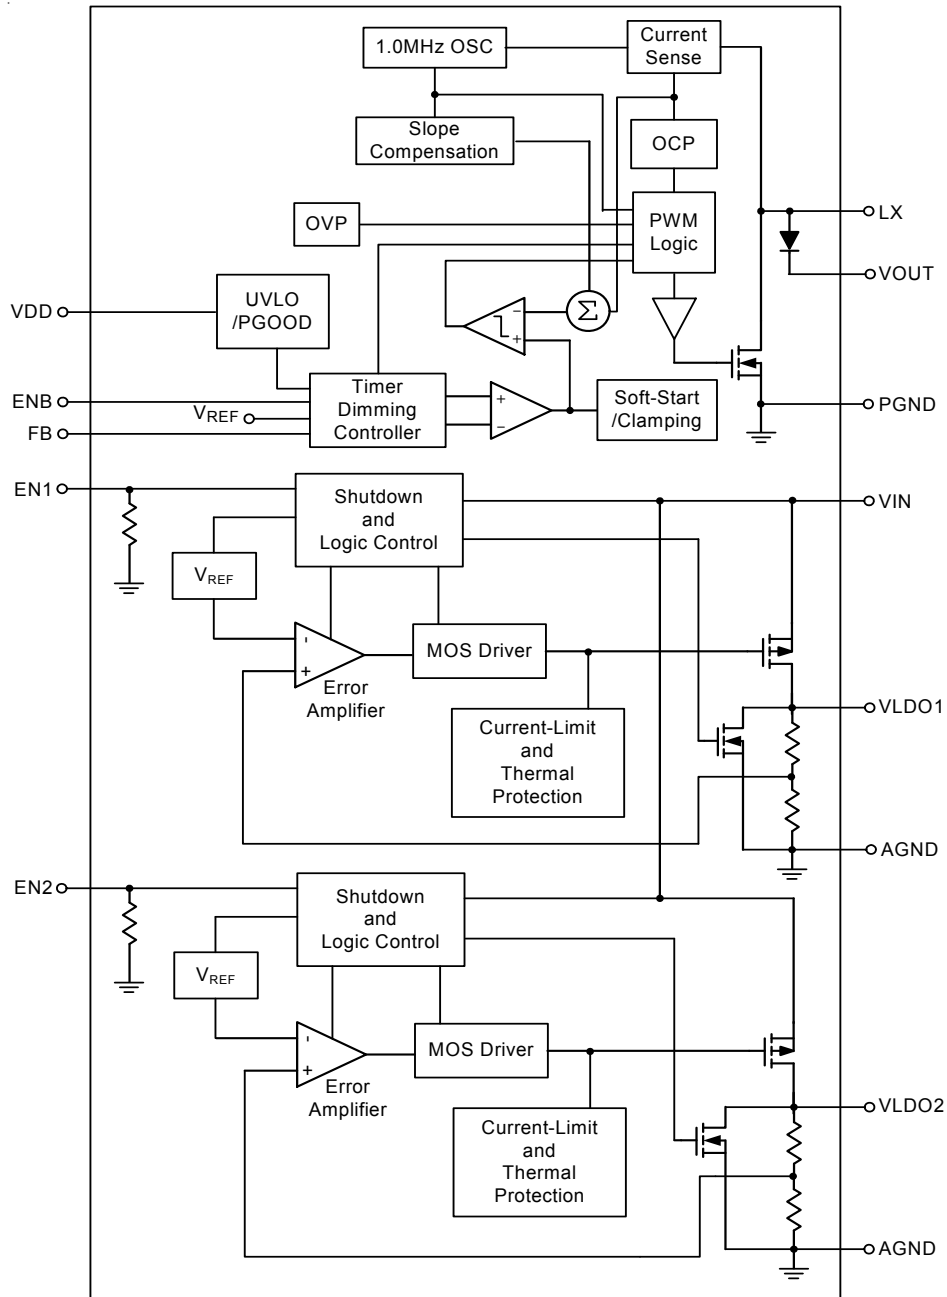 1.0MHz OSC
Current
Sense
Slope
Compensation
OCP
OVP
PWM
Logic
LX
VOUT
UVLO
/PGOOD
VDD
Σ
−
+
ENB
VREF
FB
Timer
Dimming
Controller
+
−
Soft-Start
/Clamping
PGND
EN1
Shutdown
and
Logic Control
VIN
VREF
-
+
Error
Amplifier
MOS Driver
Current-Limit
and
Thermal
Protection
VLDO1
AGND
EN2
Shutdown
and
Logic Control
VREF
-
+
Error
Amplifier
MOS Driver
Current-Limit
and
Thermal
Protection
VLDO2
AGND